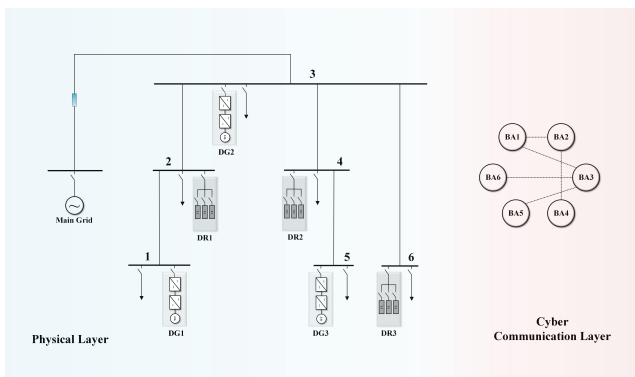 3
DG2
2
4
Main Grid
DR1
DR2
1
5
6
DG1
DG3
DR3
Physical Layer
BA1
BA2
BA6
BA3
BA5
BA4
Cyber
Communication Layer